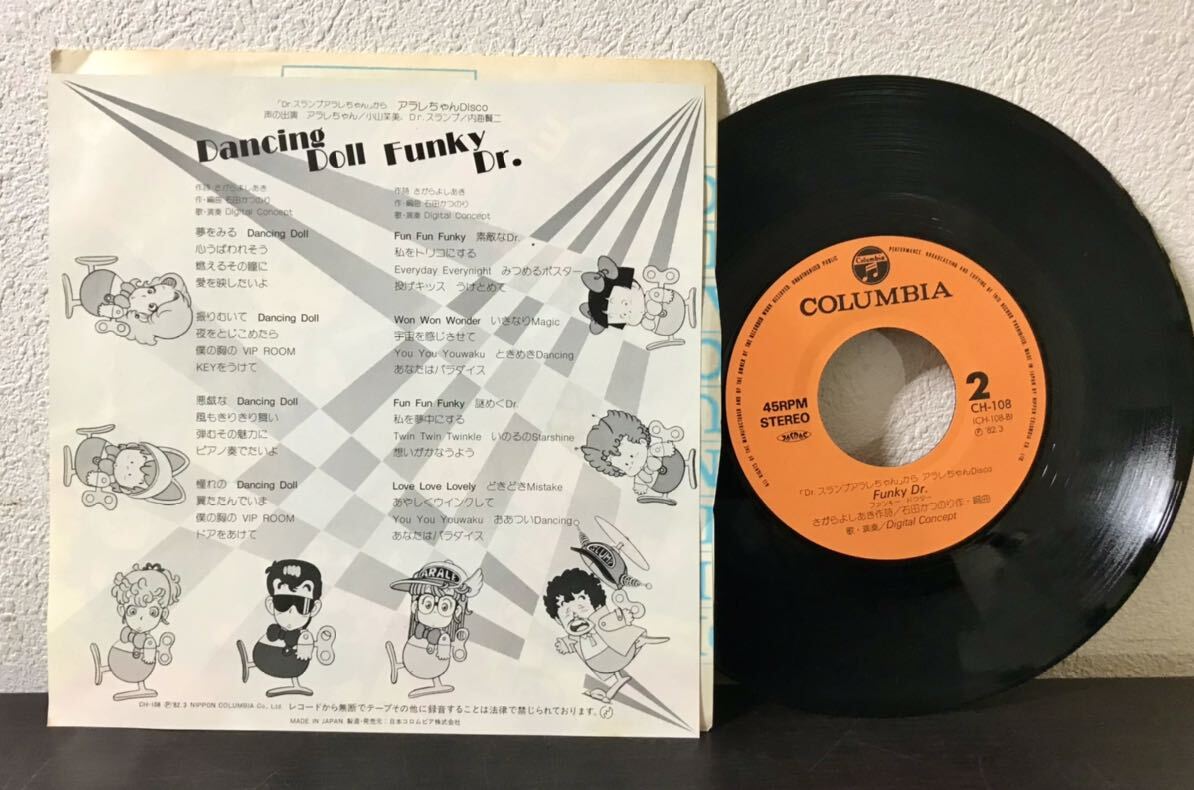 「Dr.スランプアラレちゃん」から アラレちゃんDisco
声の出演 アラレちゃん/小山茉美、Dr.スランプ/内海賢二
Dancing
Doll Funky
Dr.
作詩 さがらよしあき
作・編曲 石田かつのり
歌・演奏 Digital Concept
夢をみる Dancing Doll
心うばわれそう
燃えるその瞳に
愛を映したいよ
振りむいて Dancing Doll
夜をとじこめたら
僕の胸の VIP ROOM
KEYをうけて
悪戯な Dancing Doll
風もきりきり舞い
弾むその魅力に
ピアノ奏でたいよ
憧れの Dancing Doll
翼たたんでいま
僕の胸の VIP ROOM
ドアをあけて
作詩 さがらよしあき
作・編曲 石田かつのり
歌・演奏 Digital Concept
Fun Fun Funky 素敵なDr.
私をトリコにする
Everyday Everynight みつめるポスター
投げキッス うけとめて
Won Won Wonder いきなりMagic
宇宙を感じさせて
You You Youwaku ときめきDancing
あなたはパラダイス
Fun Fun Funky 謎めくDr.
私を夢中にする
Twin Twin Twinkle いのるのStarshine
想いがかなうよう
Love Love Lovely どきどきMistake
あやしくウインクして
You You Youwaku おあついDancing
あなたはパラダイス
ARALE
SLUMP
CH-108 Ⓟ'82.3 NIPPON COLUMBIA Co., Ltd. レコードから無断でテープその他に録音することは法律で禁じられております。
MADE IN JAPAN 製造・発売元:日本コロムビア株式会社
Columbia
COLUMBIA
45RPM
STEREO
2
CH-108
(CH-108-B)
Ⓟ '82.3
「Dr.スランプアラレちゃん」から アラレちゃんDisco
Funky Dr.
ファンキー・ドクター
さがらよしあき作詩/石田かつのり作・編曲
歌・演奏/Digital Concept